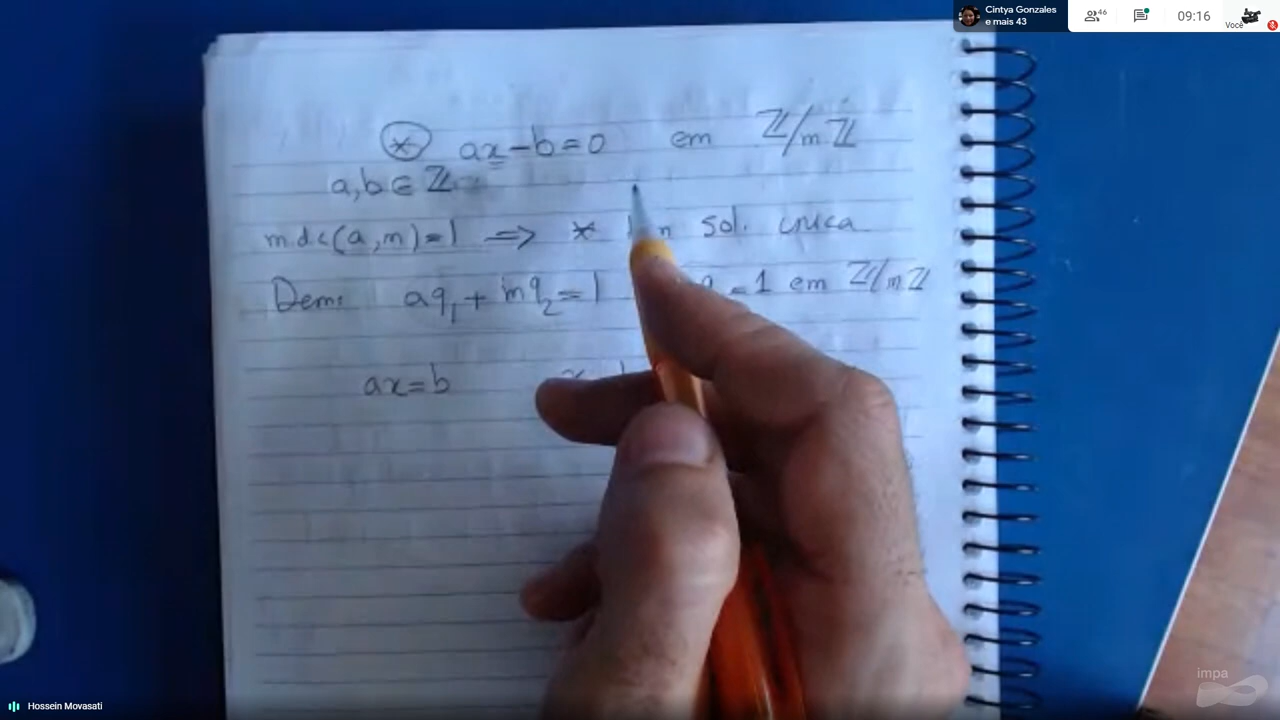 Cintya Gonzales
e mais 43
46
09:16
Você
⊛ ax-b=0 em ℤ/mℤ
a,b ∈ ℤ
mdc(a,m)=1 ⟹ * sol. única
Dem: aq₁ + mq₂ = 1 = 1 em ℤ/mℤ
ax=b
impa
Hossein Movasati